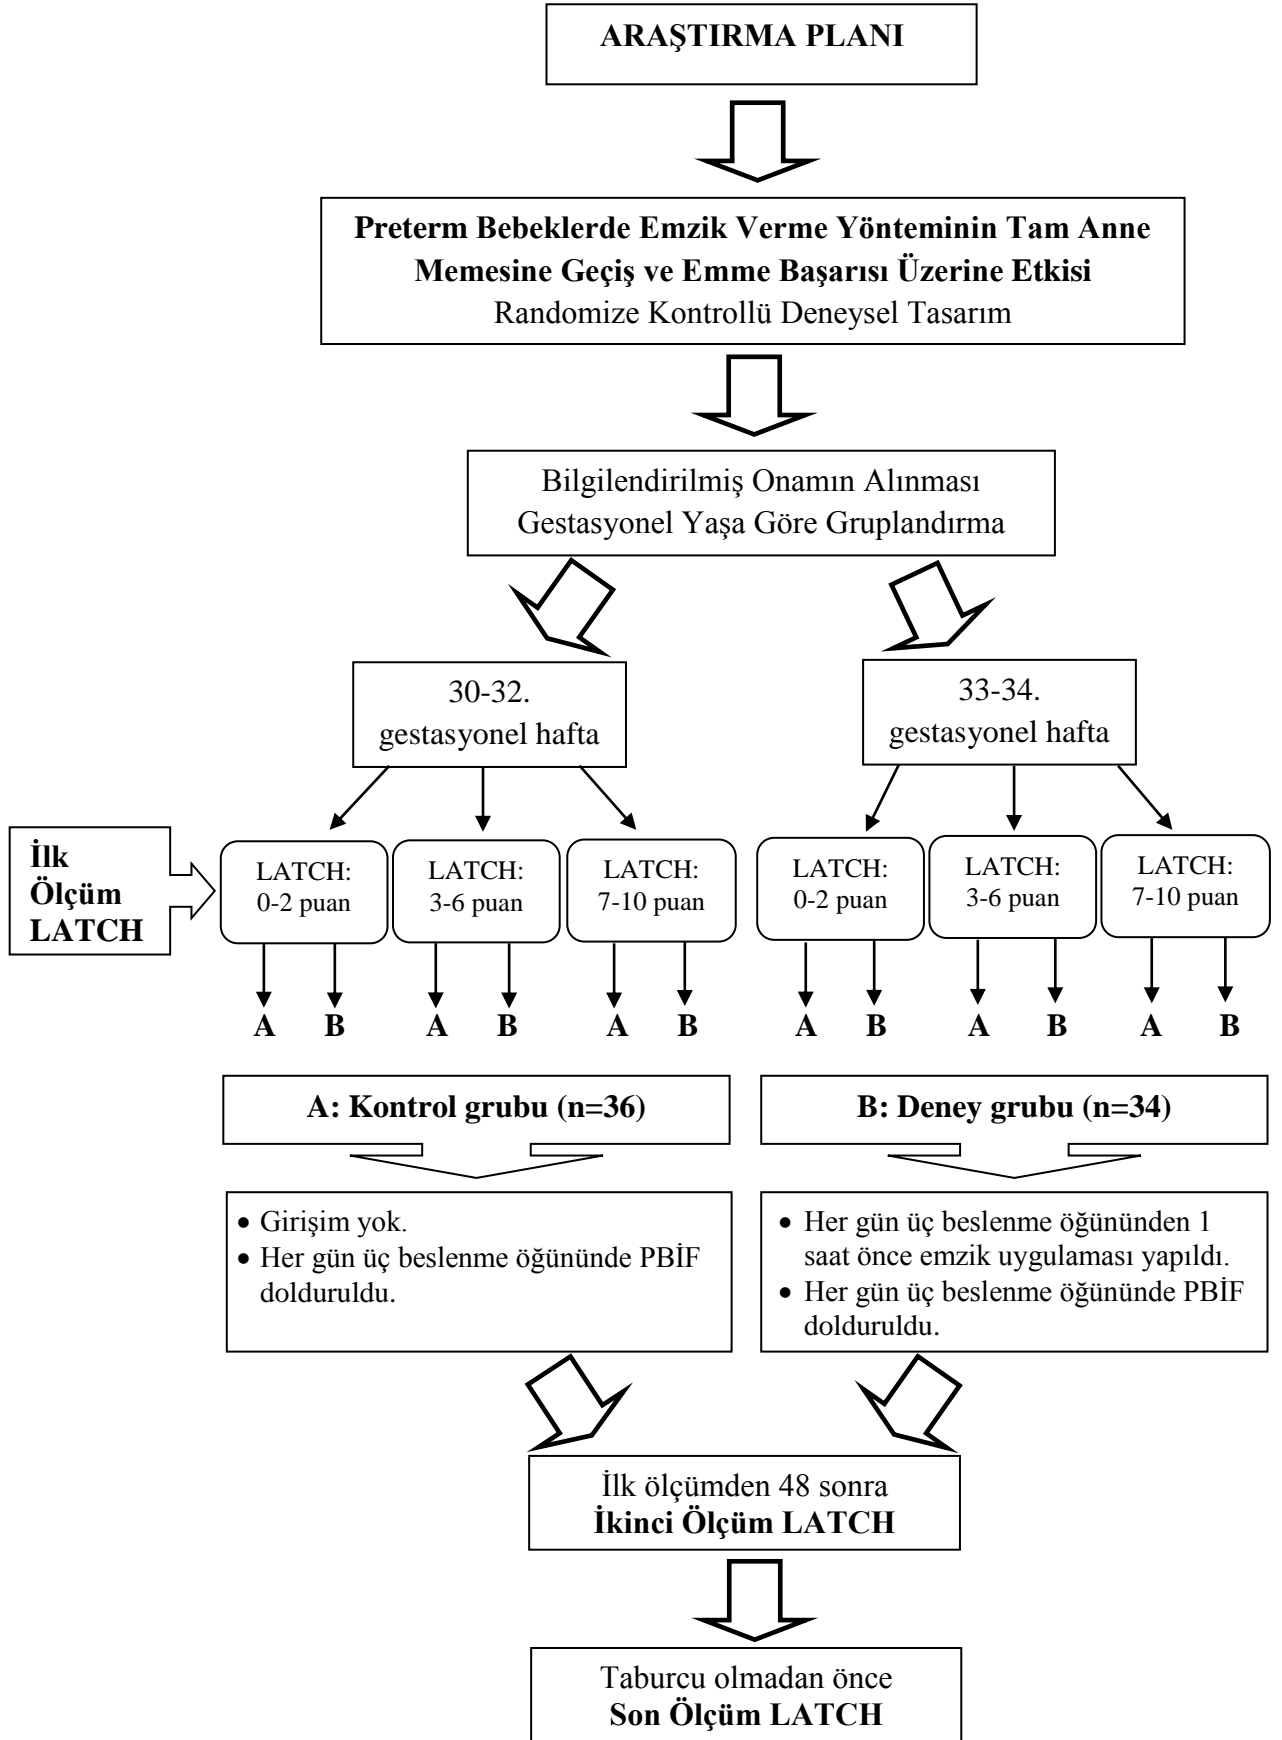 ARAŞTIRMA PLANI
Preterm Bebeklerde Emzik Verme Yönteminin Tam Anne
Memesine Geçiş ve Emme Başarısı Üzerine Etkisi
Randomize Kontrollü Deneysel Tasarım
Bilgilendirilmiş Onamın Alınması
Gestasyonel Yaşa Göre Gruplandırma
30-32.
gestasyonel hafta
33-34.
gestasyonel hafta
İlk
Ölçüm
LATCH
LATCH:
0-2 puan
LATCH:
3-6 puan
LATCH:
7-10 puan
LATCH:
0-2 puan
LATCH:
3-6 puan
LATCH:
7-10 puan
A B A B A B A B A B A B
A: Kontrol grubu (n=36)
B: Deney grubu (n=34)
• Girişim yok.
• Her gün üç beslenme öğününde PBİF
dolduruldu.
• Her gün üç beslenme öğününden 1
saat önce emzik uygulaması yapıldı.
• Her gün üç beslenme öğününde PBİF
dolduruldu.
İlk ölçümden 48 sonra
İkinci Ölçüm LATCH
Taburcu olmadan önce
Son Ölçüm LATCH